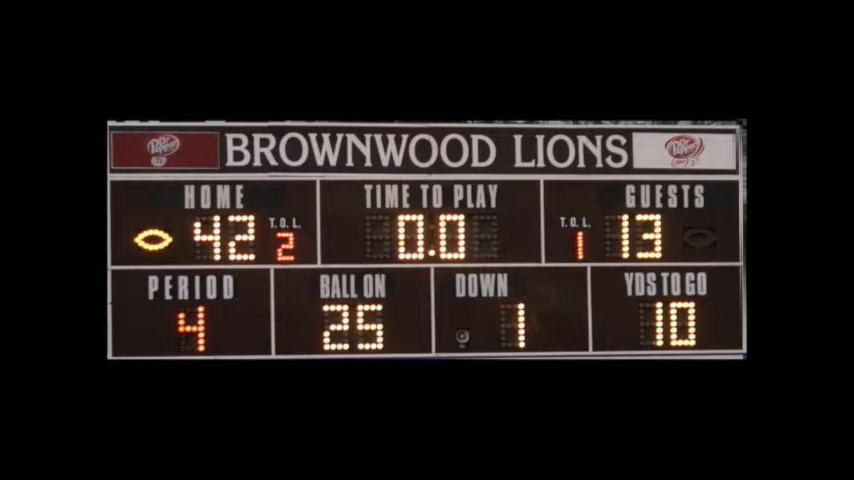 Dr Pepper BROWNWOOD LIONS Dr Pepper
HOME TIME TO PLAY GUESTS
42 T.O.L. 2 0.0 T.O.L. 1 13
PERIOD BALL ON DOWN YDS TO GO
4 25 1 10